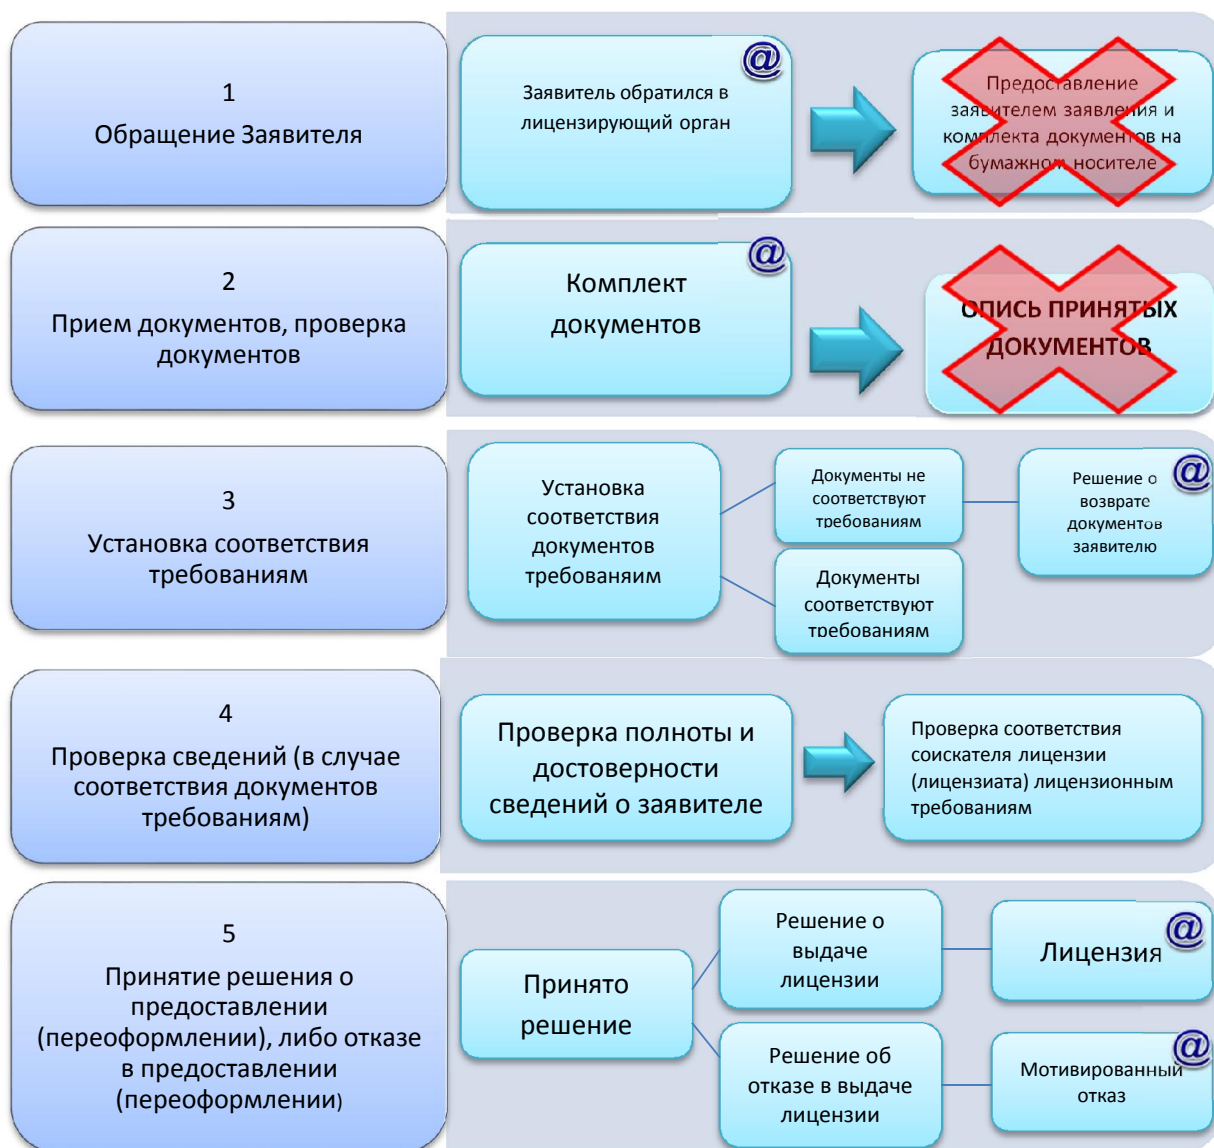 1
Обращение Заявителя
Заявитель обратился в
лицензирующий орган
@
Предоставление
заявителем заявления и
комплекта документов на
бумажном носителе
2
Прием документов, проверка
документов
Комплект
документов
@
ОПИСЬ ПРИНЯТЫХ
ДОКУМЕНТОВ
3
Установка соответствия
требованиям
Установка
соответствия
документов
требованяим
Документы не
соответствуют
требованиям
Решение о
возврате
документов
заявителю
@
Документы
соответствуют
требованиям
4
Проверка сведений (в случае
соответствия документов
требованиям)
Проверка полноты и
достоверности
сведений о заявителе
Проверка соответствия
соискателя лицензии
(лицензиата) лицензионным
требованиям
5
Принятие решения о
предоставлении
(переоформлении), либо отказе
в предоставлении
(переоформлении)
Принято
решение
Решение о
выдаче
лицензии
Лицензия
@
Решение об
отказе в выдаче
лицензии
Мотивированный
отказ
@